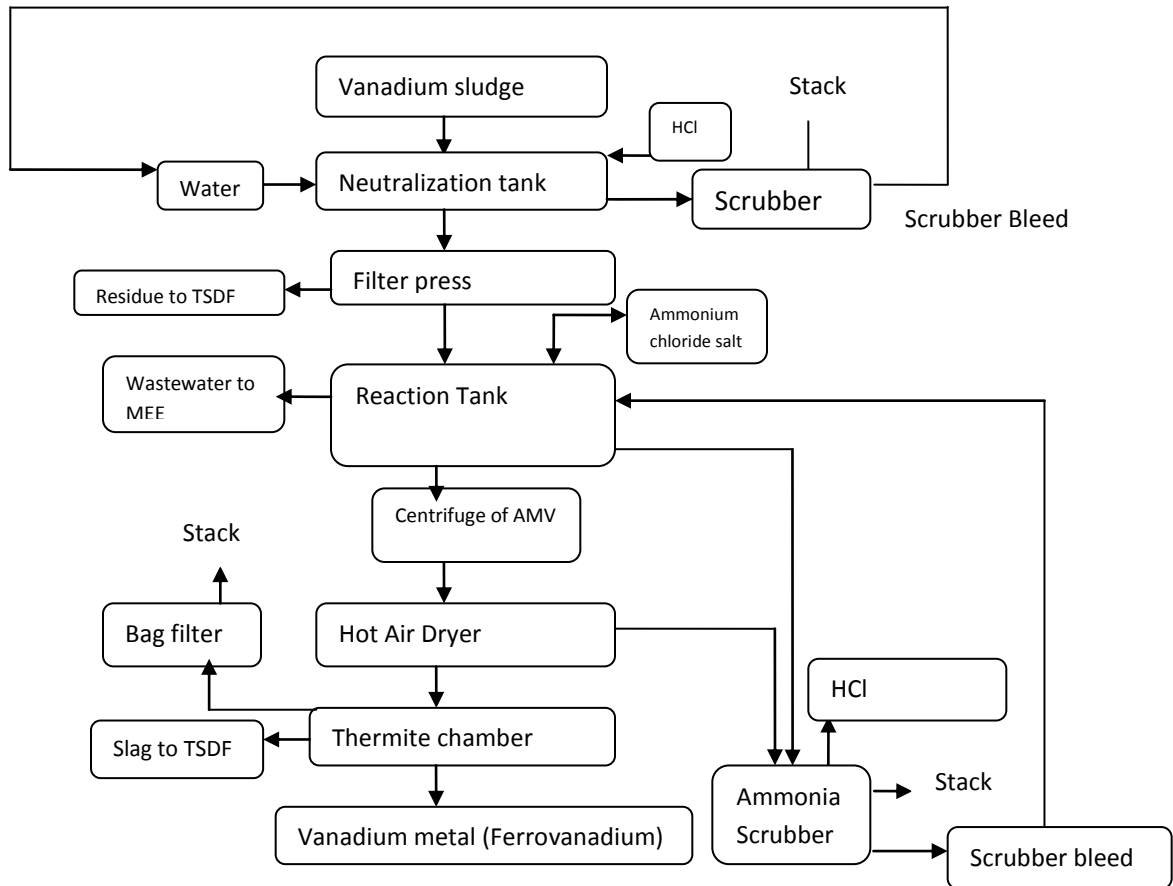 Vanadium sludge
Stack
HCl
Water
Neutralization tank
Scrubber
Scrubber Bleed
Filter press
Residue to TSDF
Ammonium
chloride salt
Wastewater to
MEE
Reaction Tank
Centrifuge of AMV
Stack
Bag filter
Hot Air Dryer
HCl
Slag to TSDF
Thermite chamber
Stack
Ammonia
Scrubber
Vanadium metal (Ferrovanadium)
Scrubber bleed